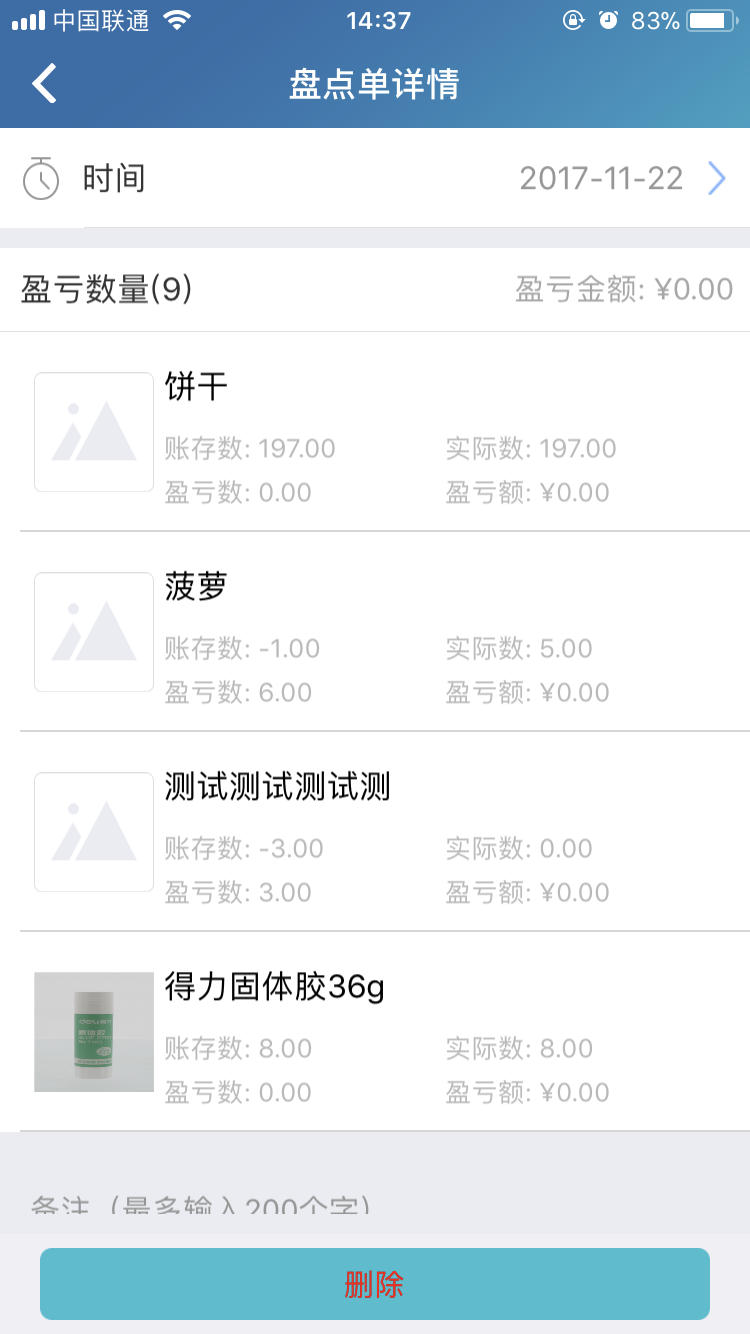 中国联通 14:37 83%
盘点单详情
时间 2017-11-22
盈亏数量(9) 盈亏金额: ¥0.00
饼干
账存数: 197.00 实际数: 197.00
盈亏数: 0.00 盈亏额: ¥0.00
菠萝
账存数: -1.00 实际数: 5.00
盈亏数: 6.00 盈亏额: ¥0.00
测试测试测试测
账存数: -3.00 实际数: 0.00
盈亏数: 3.00 盈亏额: ¥0.00
得力固体胶36g
账存数: 8.00 实际数: 8.00
盈亏数: 0.00 盈亏额: ¥0.00
备注（最多输入200个字）
删除